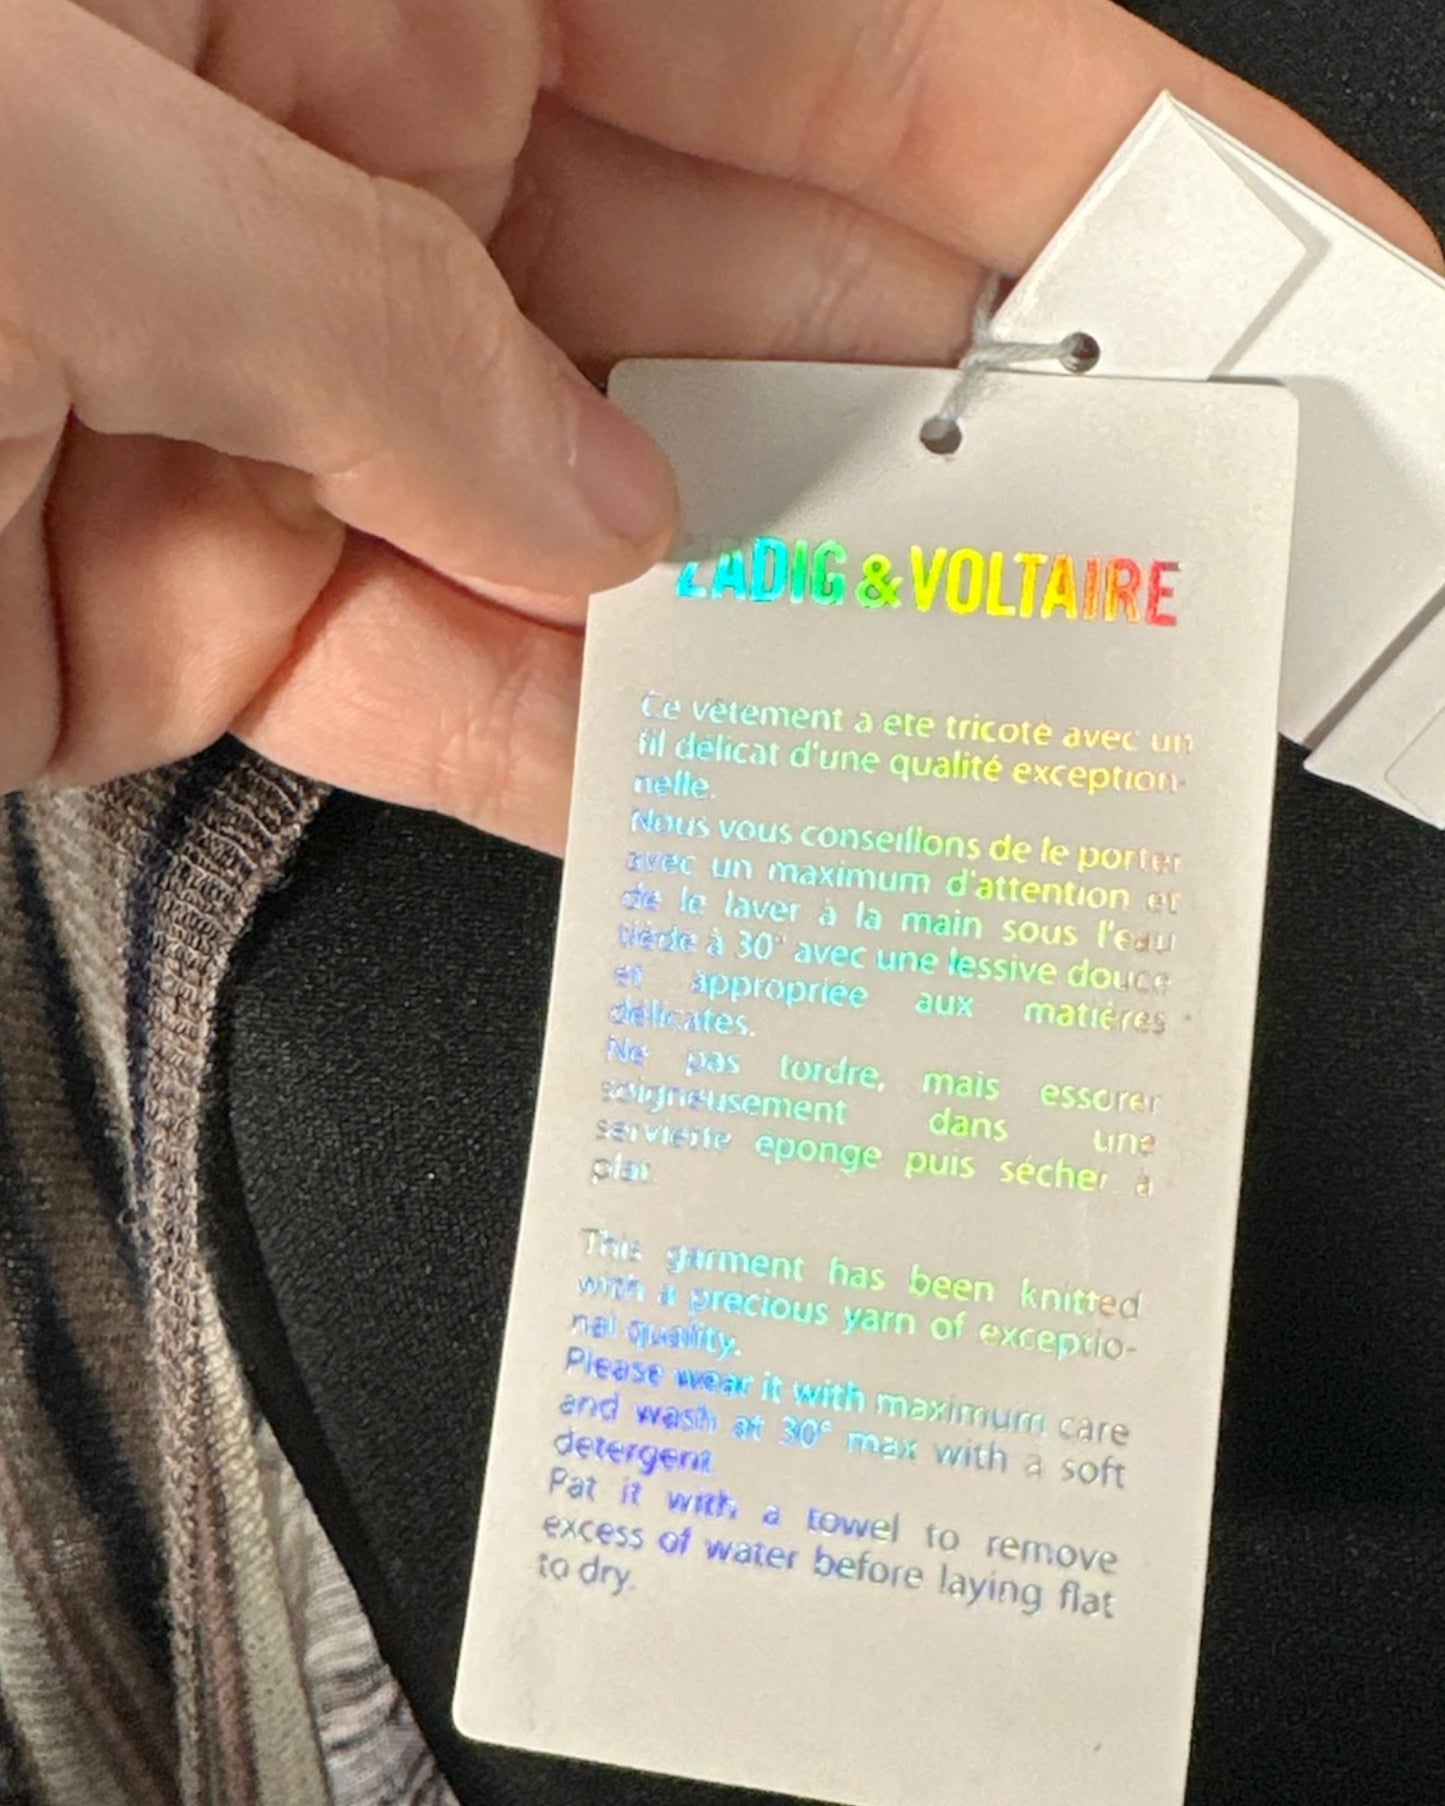 ZADIG & VOLTAIRE
Ce vêtement a été tricoté avec un
fil délicat d'une qualité exception-
nelle.
Nous vous conseillons de le porter
avec un maximum d'attention et
de le laver à la main sous l'eau
tiède à 30° avec une lessive douce
et appropriée aux matières
délicates.
Ne pas tordre, mais essorer
soigneusement dans une
serviette éponge puis sécher à
plat.
This garment has been knitted
with a precious yarn of exceptio-
nal quality.
Please wear it with maximum care
and wash at 30° max with a soft
detergent.
Pat it with a towel to remove
excess of water before laying flat
to dry.